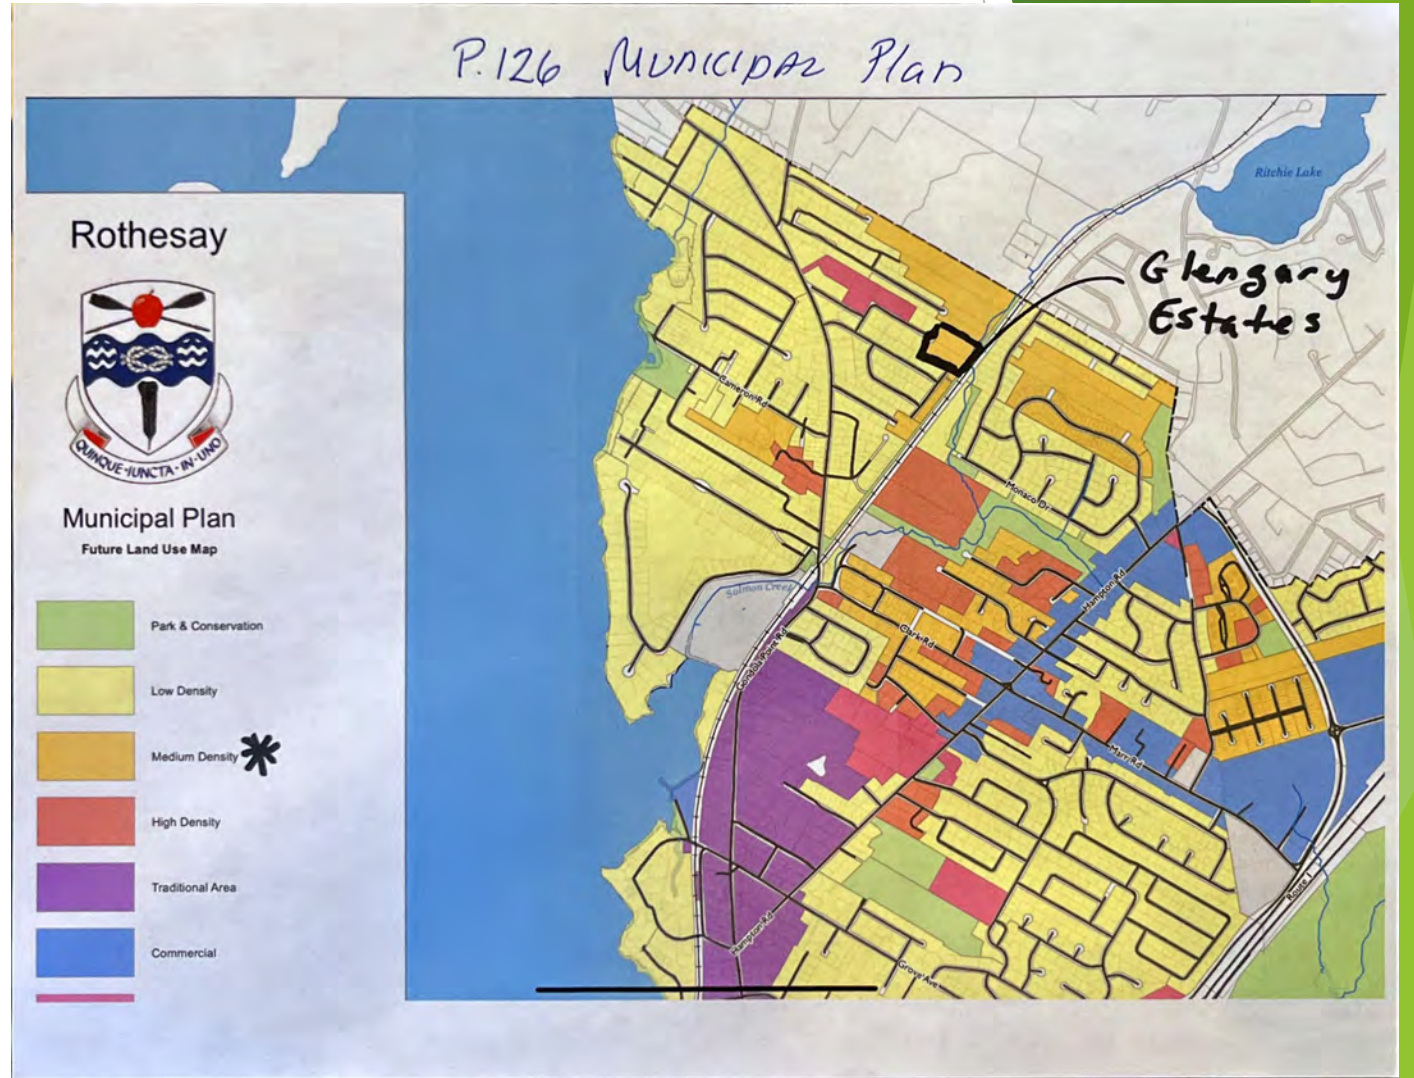 P.126 Municipal Plan
Ritchie Lake
Glengary
Estates
Rothesay
QUINQUE·IUNCTA·IN·UNO
Municipal Plan
Future Land Use Map
Park & Conservation
Low Density
Medium Density *
High Density
Traditional Area
Commercial
Cameron Rd
Monaco Dr
Hampton Rd
Salmon Creek
Clark Rd
Gondola Point Rd
Marr Rd
Route 1
Hampton Rd
Grove Ave